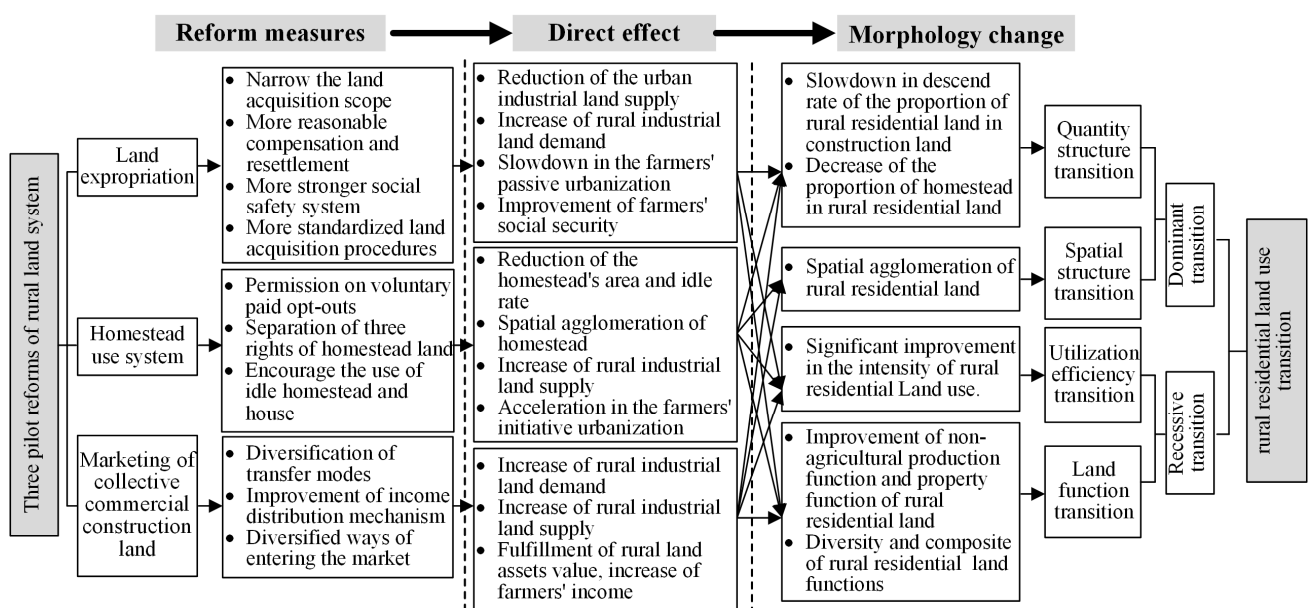 Reform measures
Direct effect
Morphology change
Three pilot reforms of rural land system
Land
expropriation
Homestead
use system
Marketing of
collective
commercial
construction
land
• Narrow the land
acquisition scope
• More reasonable
compensation and
resettlement
• More stronger social
safety system
• More standardized land
acquisition procedures
• Permission on voluntary
paid opt-outs
• Separation of three
rights of homestead land
• Encourage the use of
idle homestead and
house
• Diversification of
transfer modes
• Improvement of income
distribution mechanism
• Diversified ways of
entering the market
• Reduction of the urban
industrial land supply
• Increase of rural industrial
land demand
• Slowdown in the farmers'
passive urbanization
• Improvement of farmers'
social security
• Reduction of the
homestead's area and idle
rate
• Spatial agglomeration of
homestead
• Increase of rural industrial
land supply
• Acceleration in the farmers'
initiative urbanization
• Increase of rural industrial
land demand
• Increase of rural industrial
land supply
• Fulfillment of rural land
assets value, increase of
farmers' income
• Slowdown in descend
rate of the proportion of
rural residential land in
construction land
• Decrease of the
proportion of homestead
in rural residential land
• Spatial agglomeration of
rural residential land
• Significant improvement
in the intensity of rural
residential Land use.
• Improvement of non-
agricultural production
function and property
function of rural
residential land
• Diversity and composite
of rural residential land
functions
Quantity
structure
transition
Spatial
structure
transition
Utilization
efficiency
transition
Land
function
transition
Dominant
transition
Recessive
transition
rural residential land use
transition